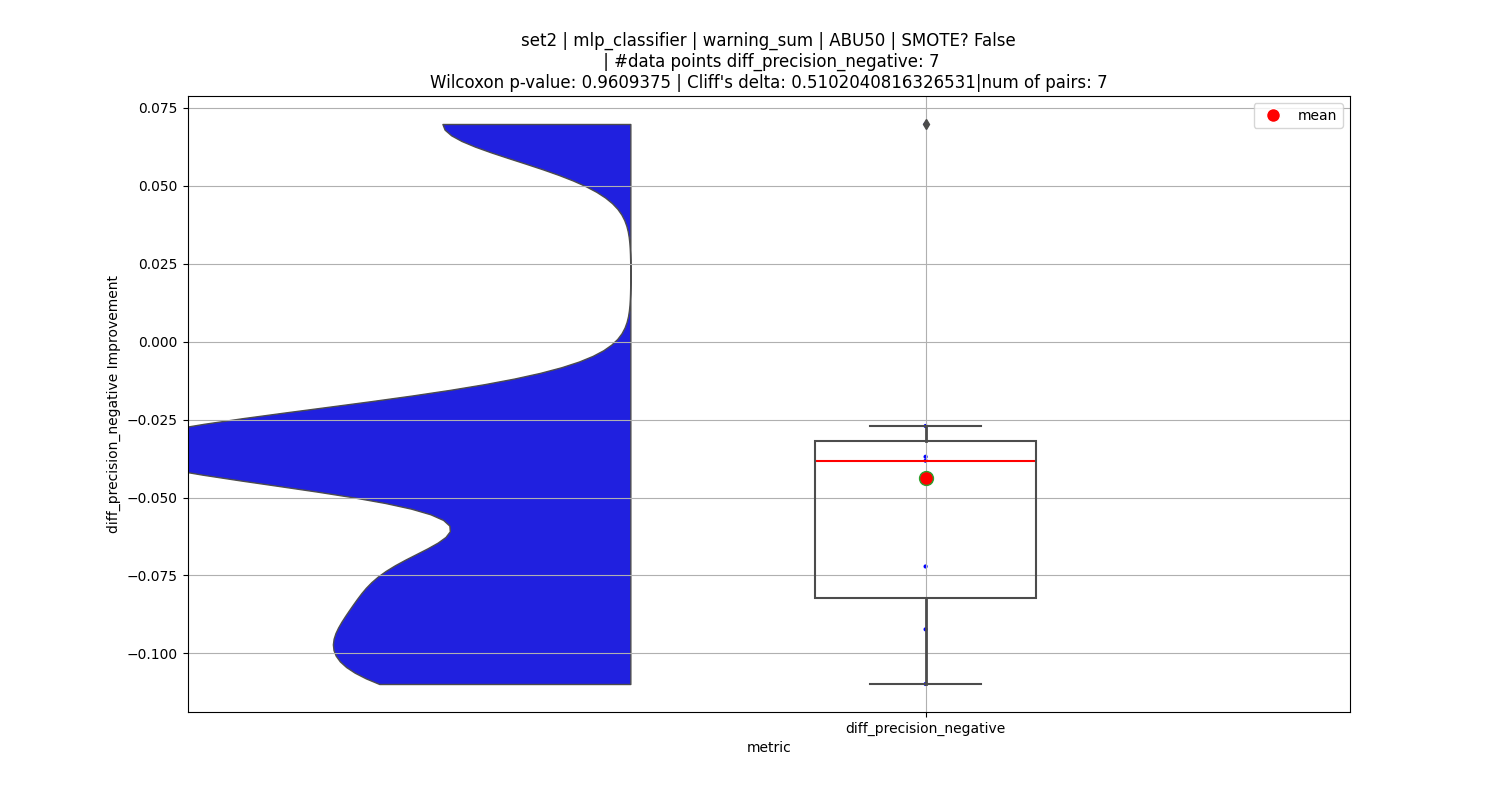 set2 | mlp_classifier | warning_sum | ABU50 | SMOTE? False
| #data points diff_precision_negative: 7
Wilcoxon p-value: 0.9609375 | Cliff's delta: 0.5102040816326531|num of pairs: 7
mean
0.075
0.050
0.025
0.000
−0.025
−0.050
−0.075
−0.100
diff_precision_negative Improvement
diff_precision_negative
metric